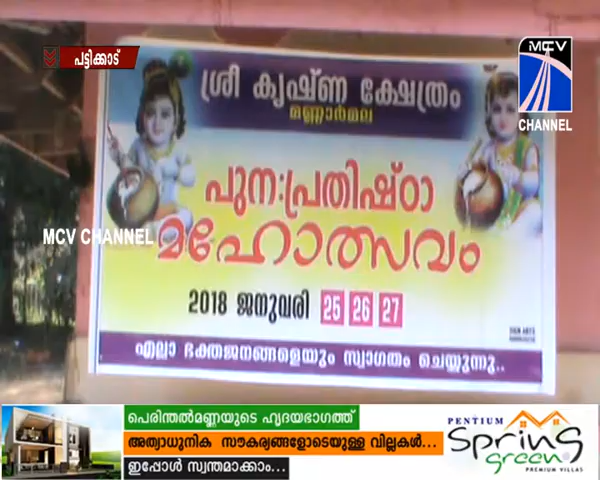 പട്ടിക്കാട്
MCV
CHANNEL
ശ്രീ കൃഷ്ണ ക്ഷേത്രം
മണ്ണാർമല
പുന:പ്രതിഷ്ഠാ
MCV CHANNEL
മഹോത്സവം
2018 ജനുവരി 25 26 27
എല്ലാ ഭക്തജനങ്ങളെയും സ്വാഗതം ചെയ്യുന്നു..
പെരിന്തൽമണ്ണയുടെ ഹൃദയഭാഗത്ത്
അത്യാധുനിക സൗകര്യങ്ങളോടെയുള്ള വില്ലകൾ...
ഇപ്പോൾ സ്വന്തമാക്കാം...
PENTIUM
Spring
green
PREMIUM VILLAS